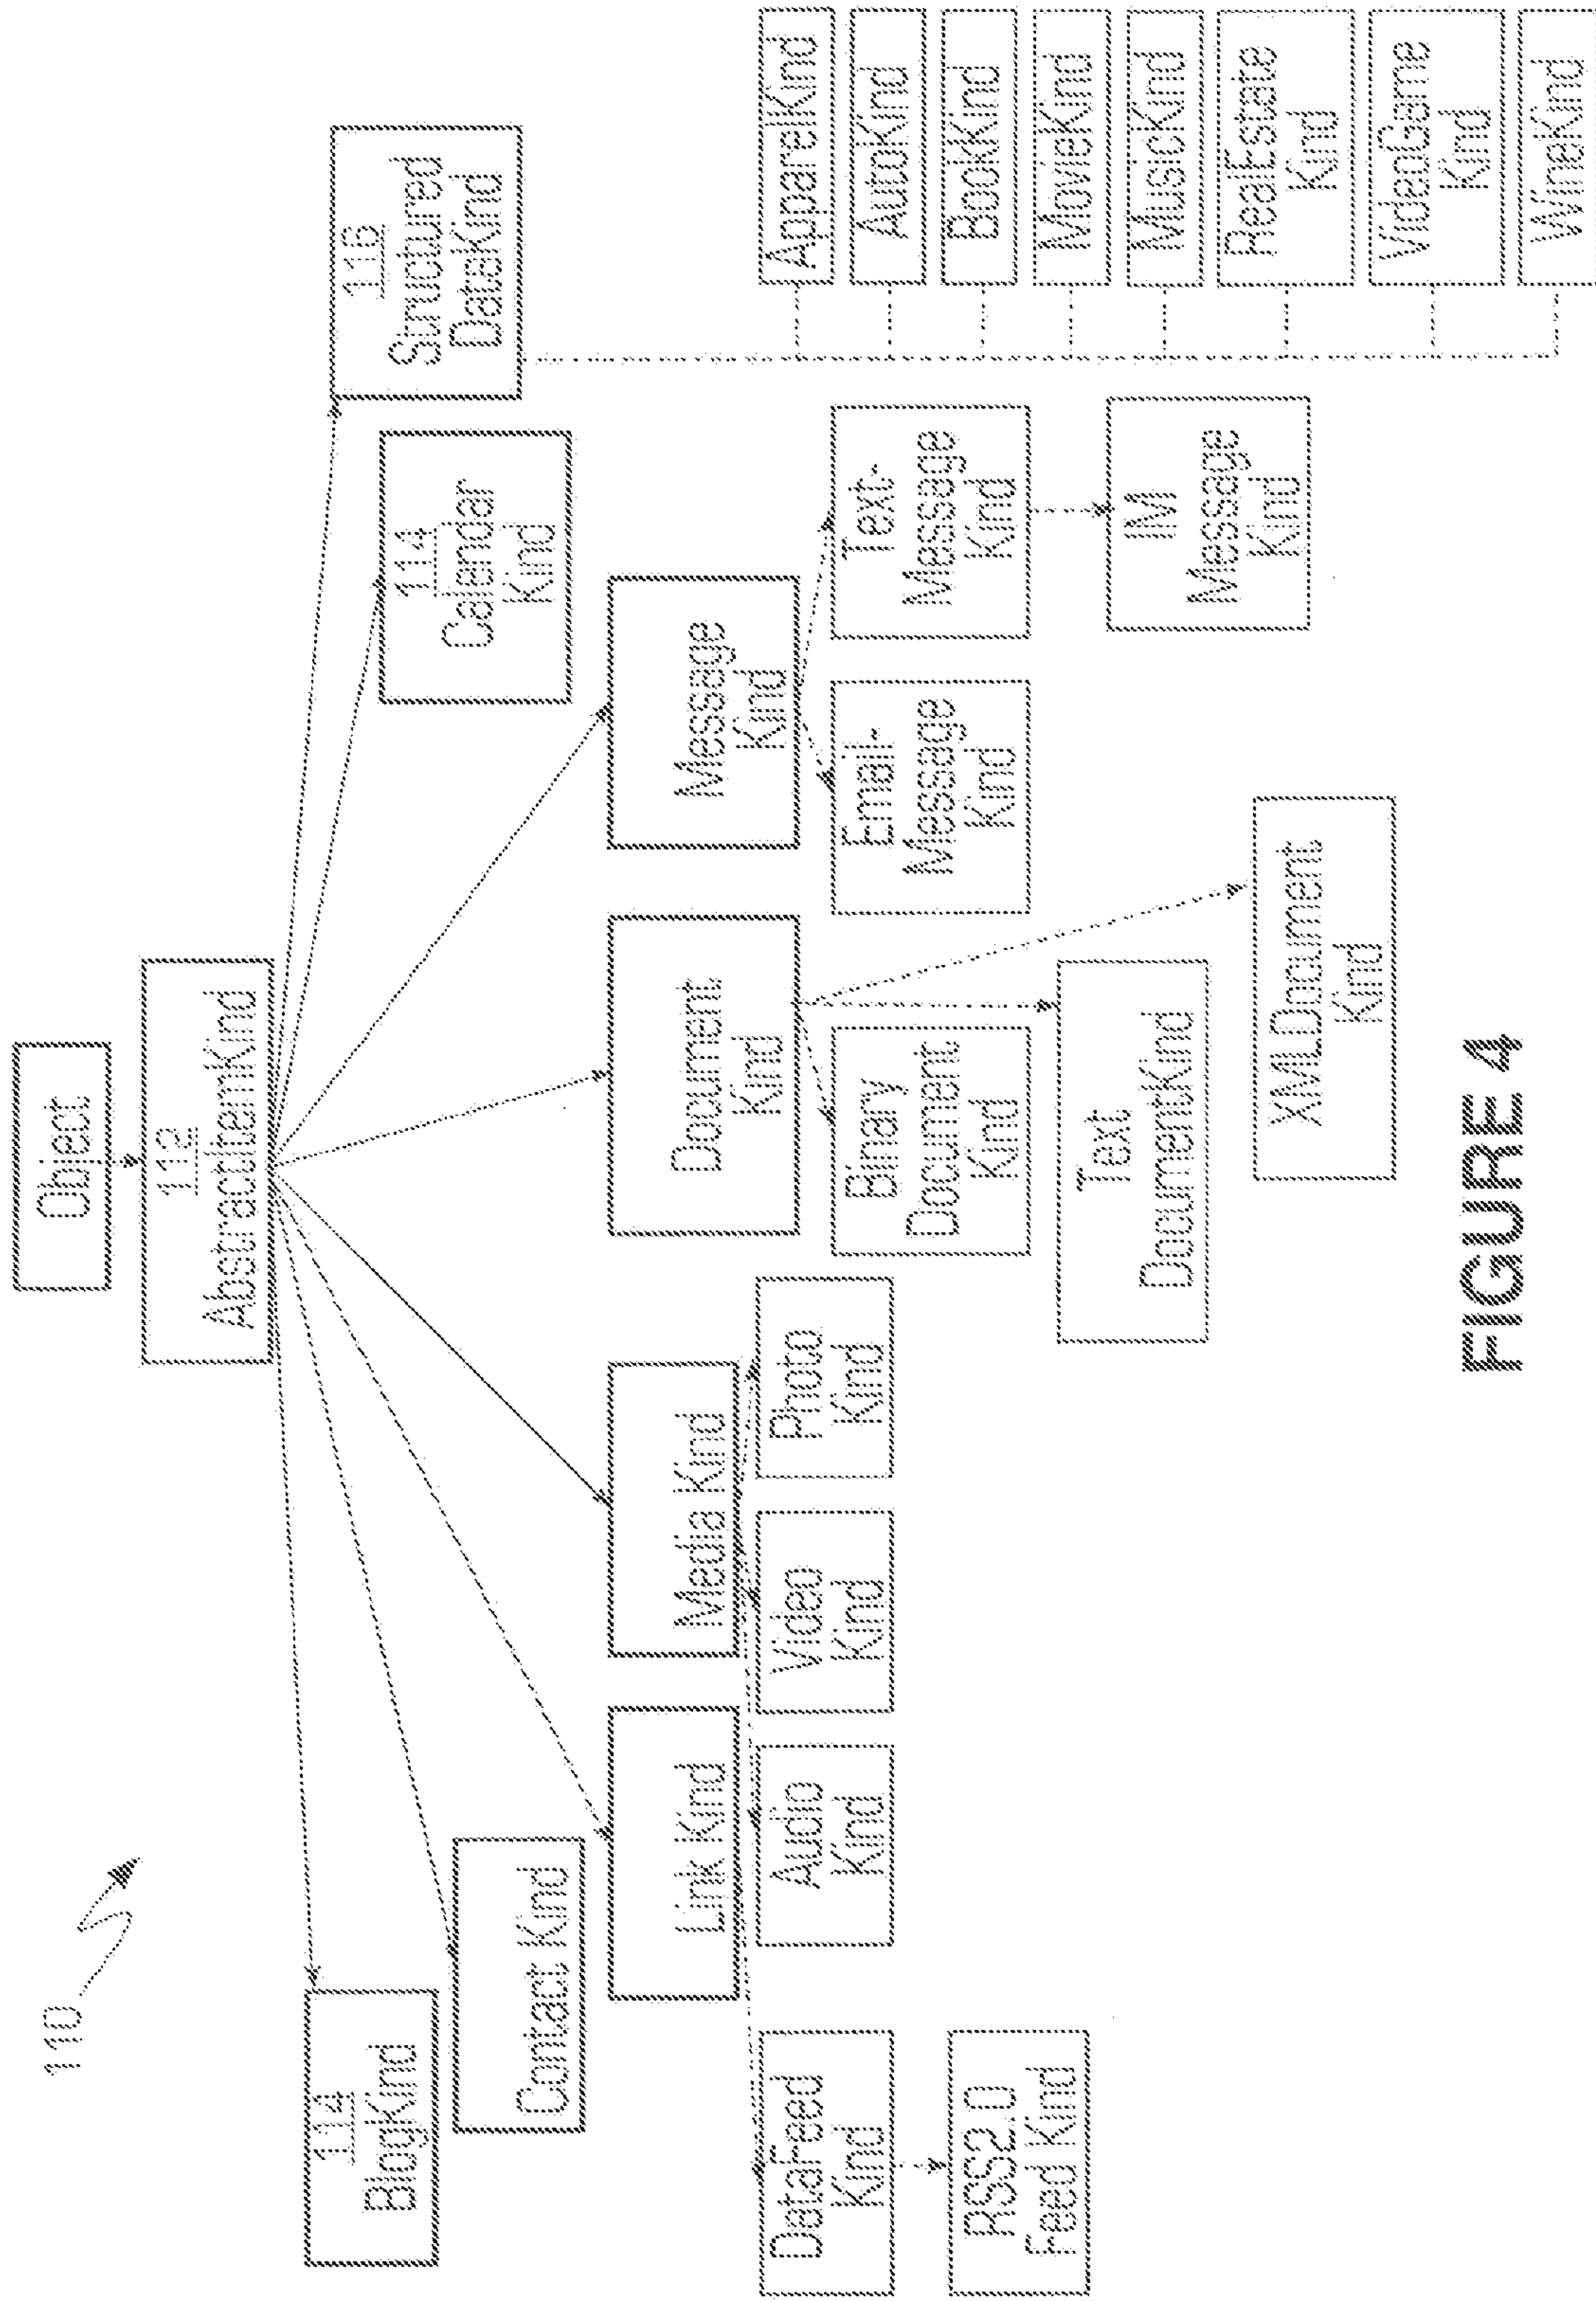 110
Object
112
AbstractItemKind
114
BlogKind
Contact Kind
Link Kind
Media Kind
Document
Kind
Message
Kind
114
Calendar
Kind
116
Structured
DateKind
DataFeed
Kind
RSS2.0
Feed Kind
Audio
Kind
Video
Kind
Photo
Kind
Binary
Document
Kind
Text
DocumentKind
XMLDocument
Kind
Email-
Message
Kind
Text-
Message
Kind
IM
Message
Kind
ApparelKind
AutoKind
BookKind
MovieKind
MusicKind
RealEstate
Kind
VideoGame
Kind
WineKind
FIGURE 4